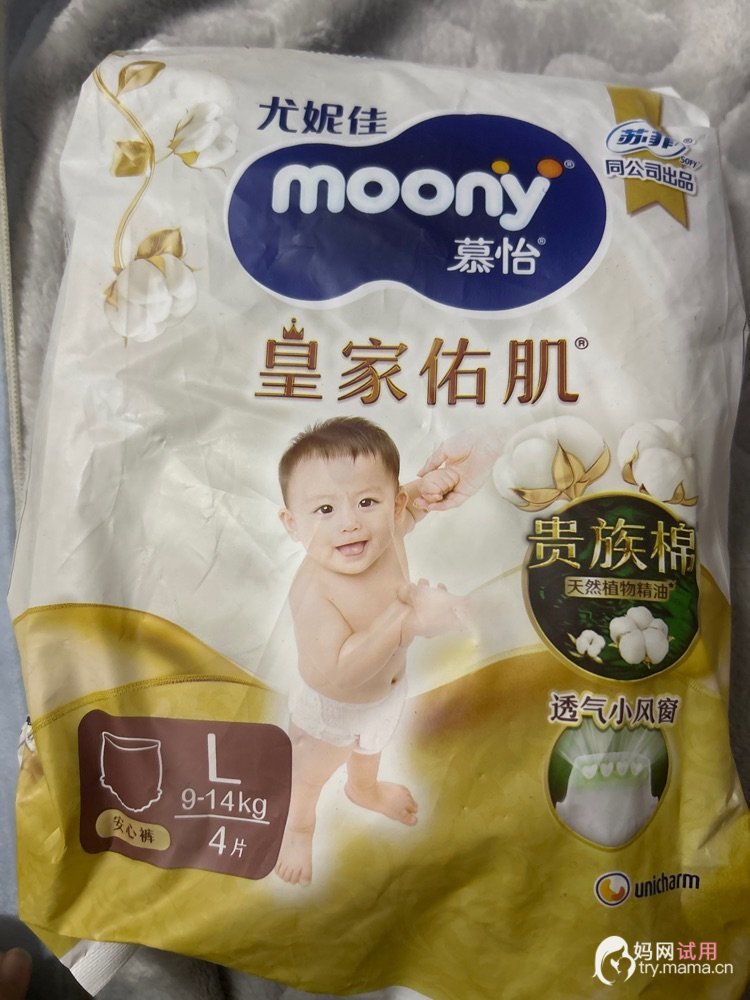 尤妮佳
moony®
慕怡®
苏菲®
SOFY
同公司出品
皇家佑肌®
贵族棉
天然植物精油*
透气小风窗
L
9-14kg
4片
安心裤
unicharm
妈网试用
try.mama.cn